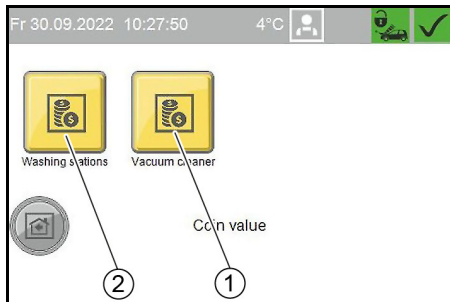 Fr 30.09.2022 10:27:50 4°C
Washing stations Vacuum cleaner
Coin value
2 1